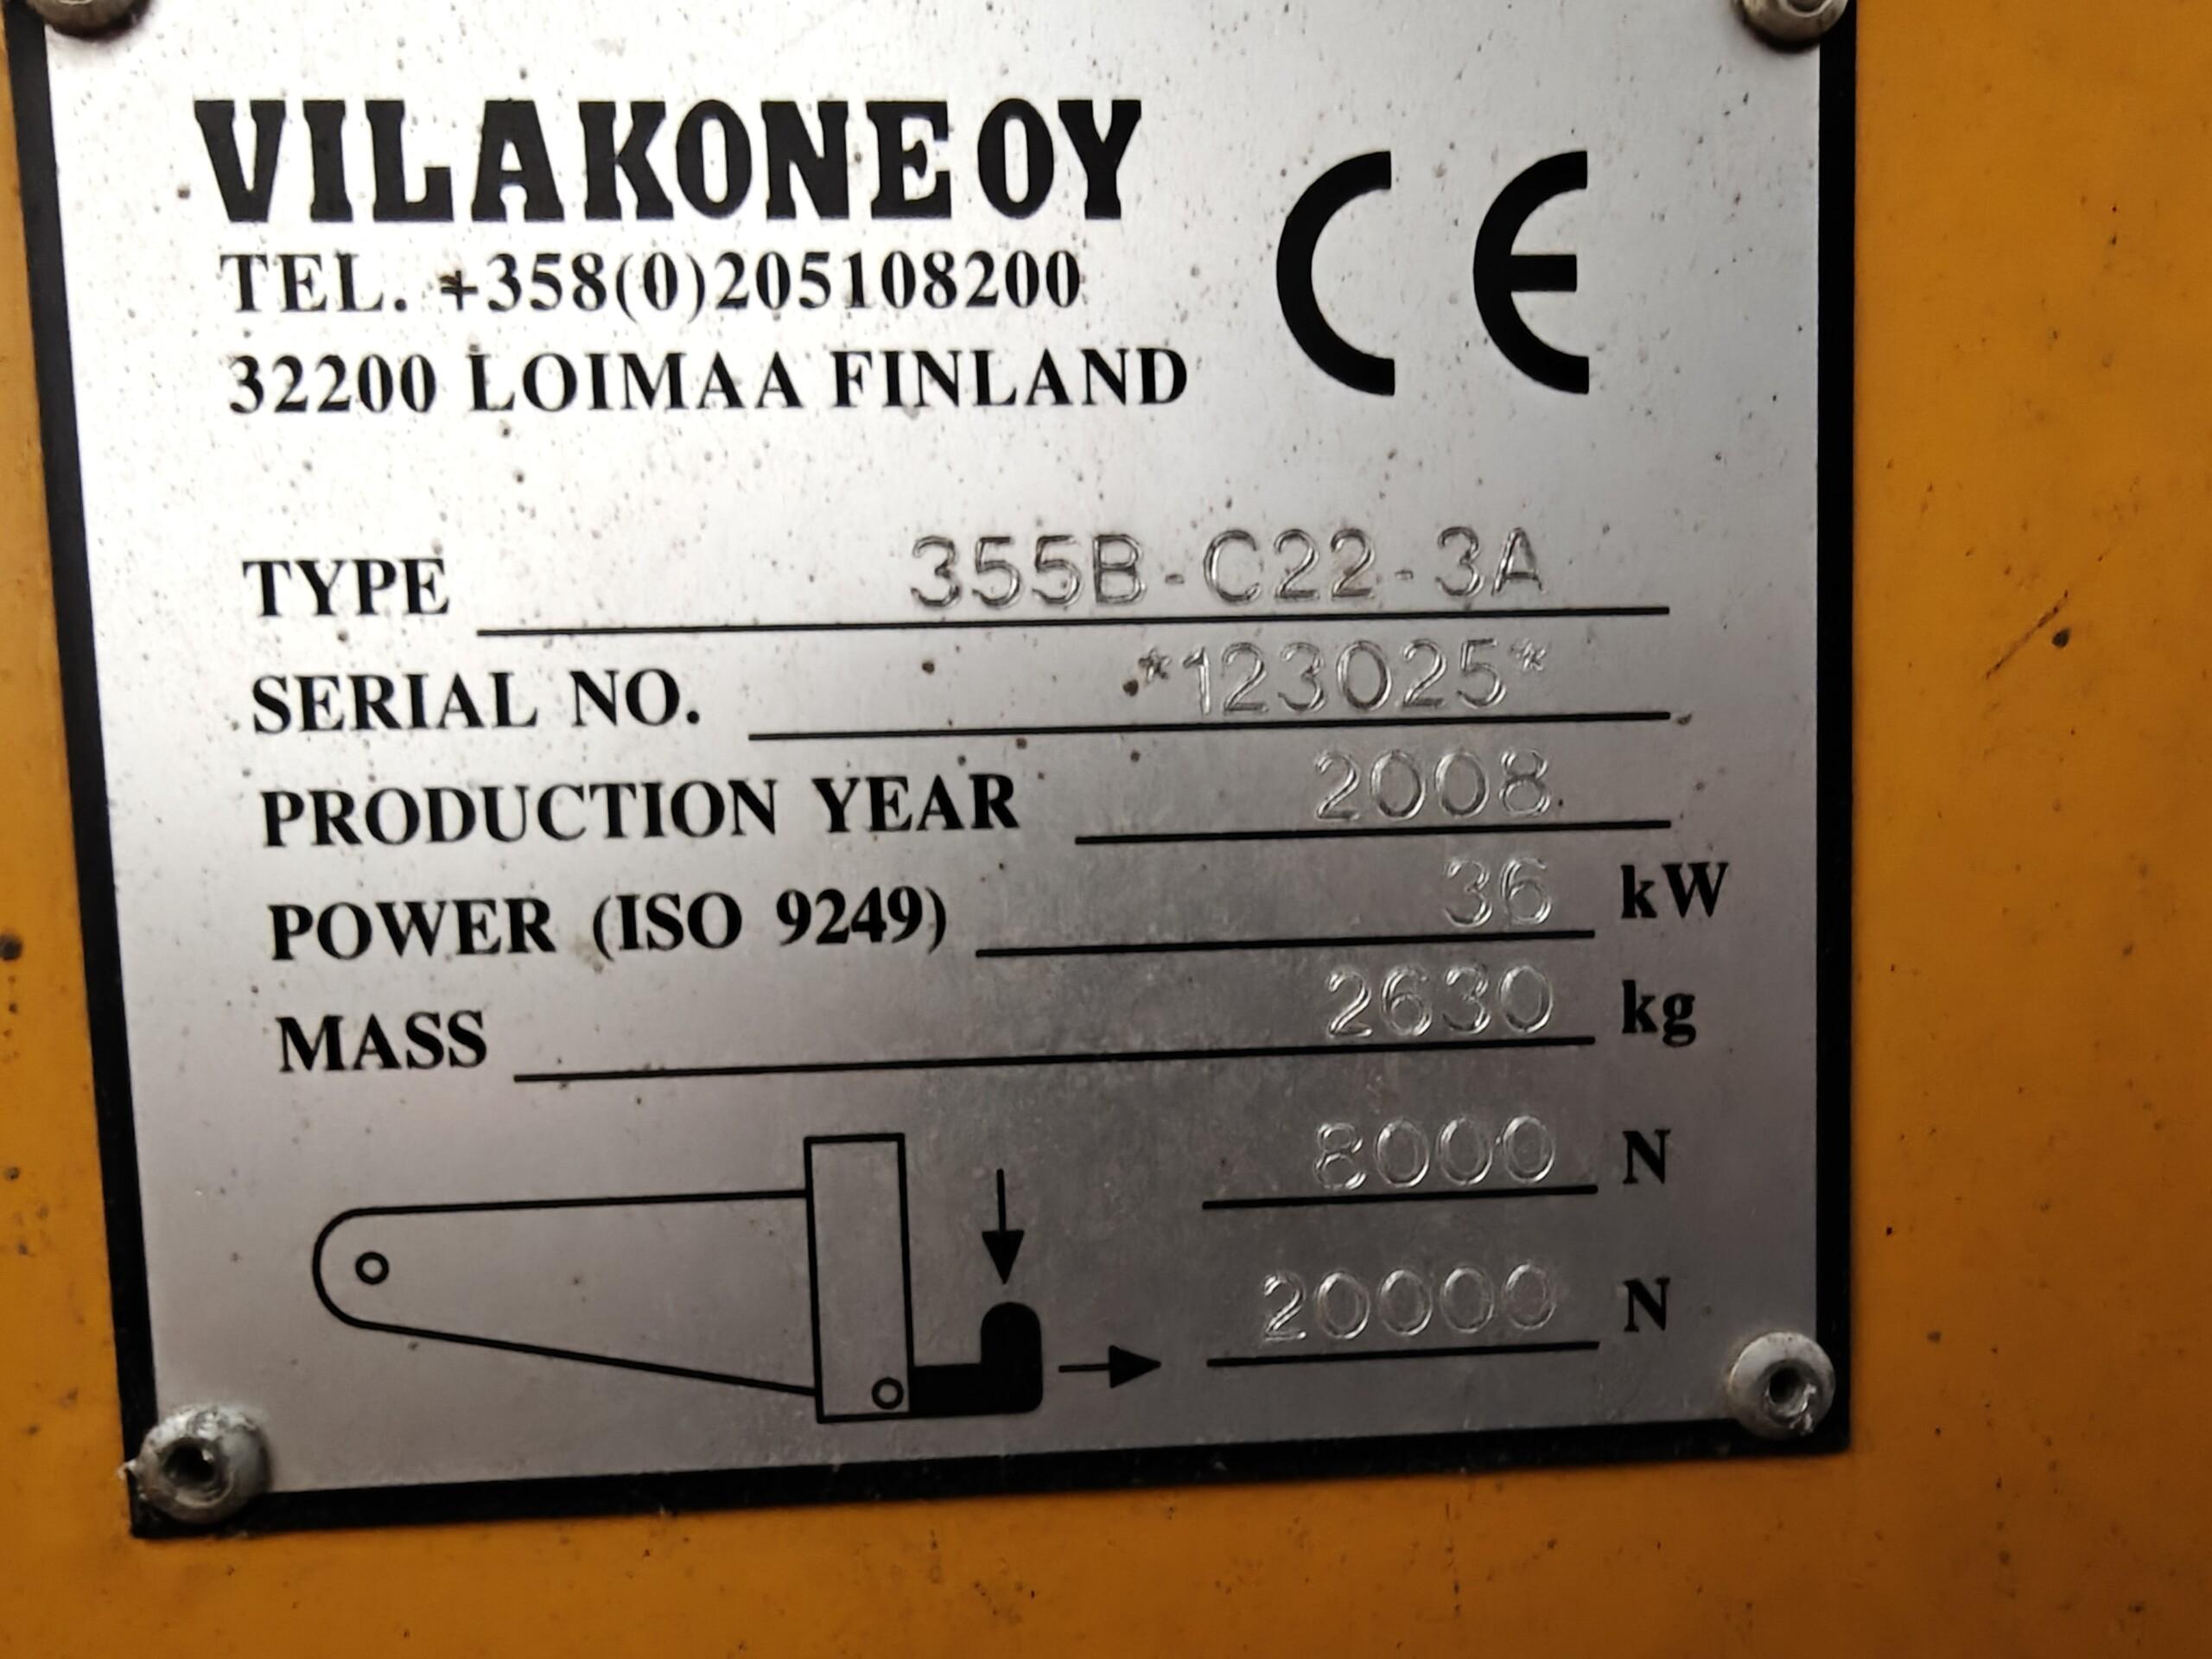 VILAKONE OY
TEL. +358(0)205108200
32200 LOIMAA FINLAND
CE
TYPE 355B-C22-3A
SERIAL NO. *123025*
PRODUCTION YEAR 2008
POWER (ISO 9249) 36 kW
MASS 2630 kg
8000 N
20000 N